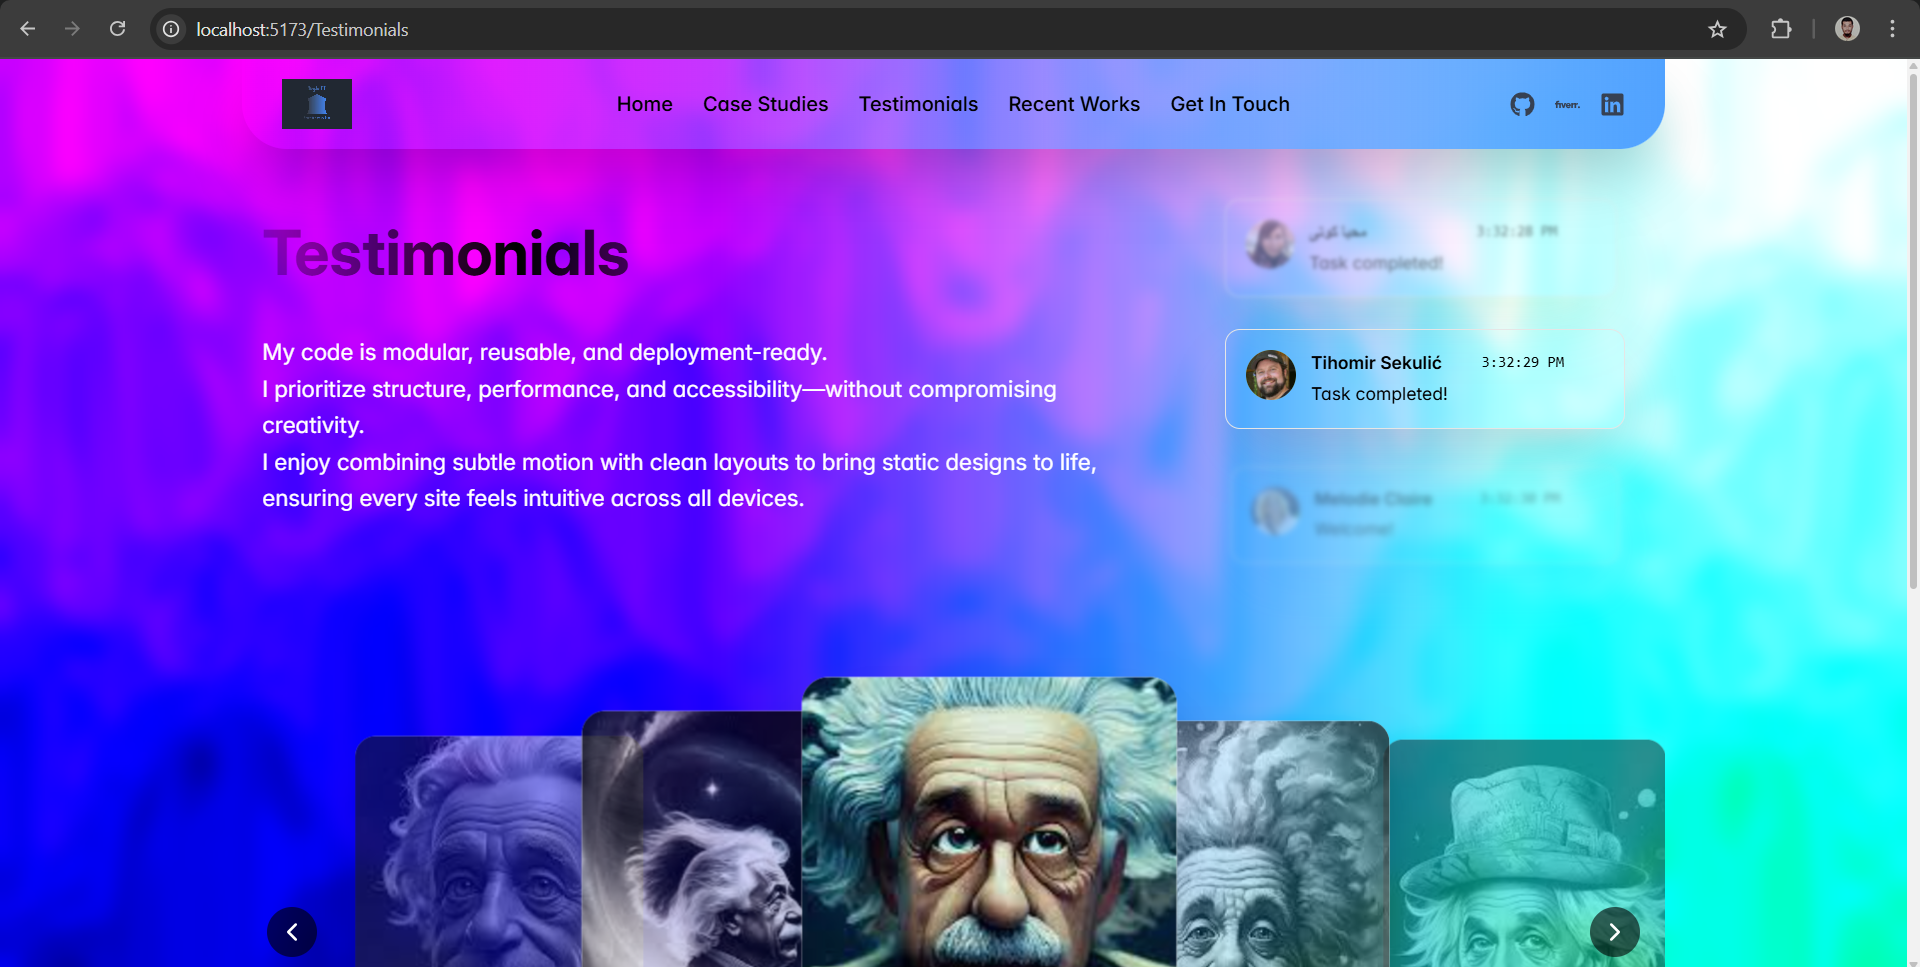 localhost:5173/Testimonials
Home Case Studies Testimonials Recent Works Get In Touch
fiverr.
in
Testimonials
My code is modular, reusable, and deployment-ready.
I prioritize structure, performance, and accessibility—without compromising
creativity.
I enjoy combining subtle motion with clean layouts to bring static designs to life,
ensuring every site feels intuitive across all devices.
3:32:28 PM
Task completed!
Tihomir Sekulić 3:32:29 PM
Task completed!
Melodie Claire 3:32:30 PM
Welcome!